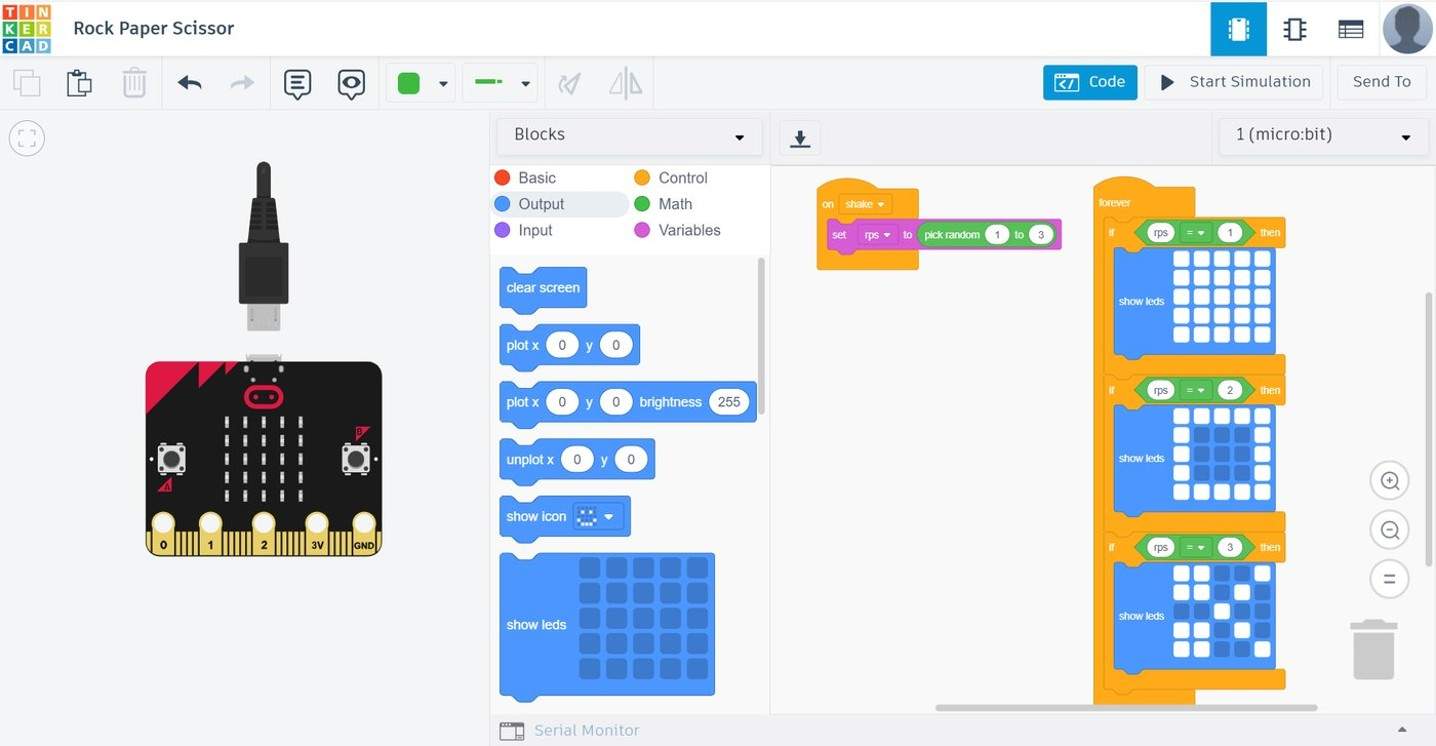 TIN
KER
CAD
Rock Paper Scissor
Code
Start Simulation
Send To
Blocks
1 (micro:bit)
Basic
Control
Output
Math
Input
Variables
clear screen
plot x 0 y 0
plot x 0 y 0 brightness 255
unplot x 0 y 0
show icon
show leds
on shake
set rps to pick random 1 to 3
forever
if rps = 1 then
show leds
if rps = 2 then
show leds
if rps = 3 then
show leds
B
A
0 1 2 3V GND
Serial Monitor